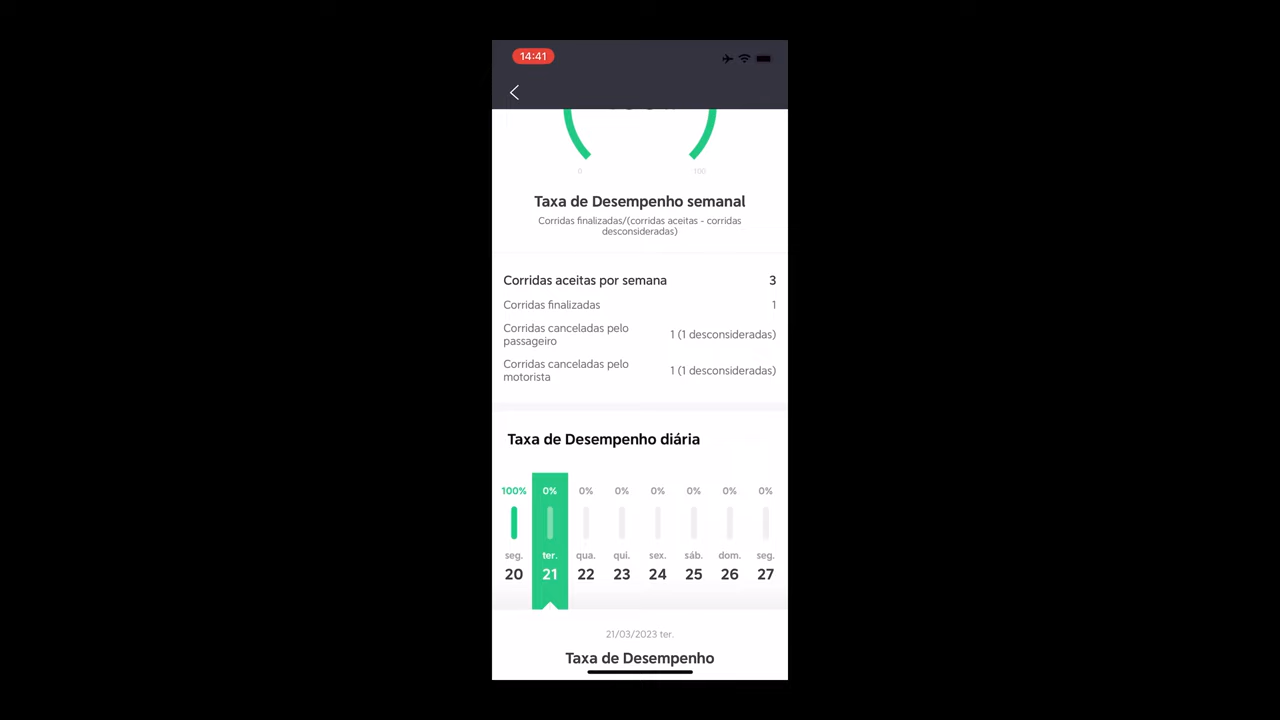 14:41
0 100
Taxa de Desempenho semanal
Corridas finalizadas/(corridas aceitas - corridas
desconsideradas)
Corridas aceitas por semana 3
Corridas finalizadas 1
Corridas canceladas pelo
passageiro 1 (1 desconsideradas)
Corridas canceladas pelo
motorista 1 (1 desconsideradas)
Taxa de Desempenho diária
100% 0% 0% 0% 0% 0% 0% 0%
seg. ter. qua. qui. sex. sáb. dom. seg.
20 21 22 23 24 25 26 27
21/03/2023 ter.
Taxa de Desempenho